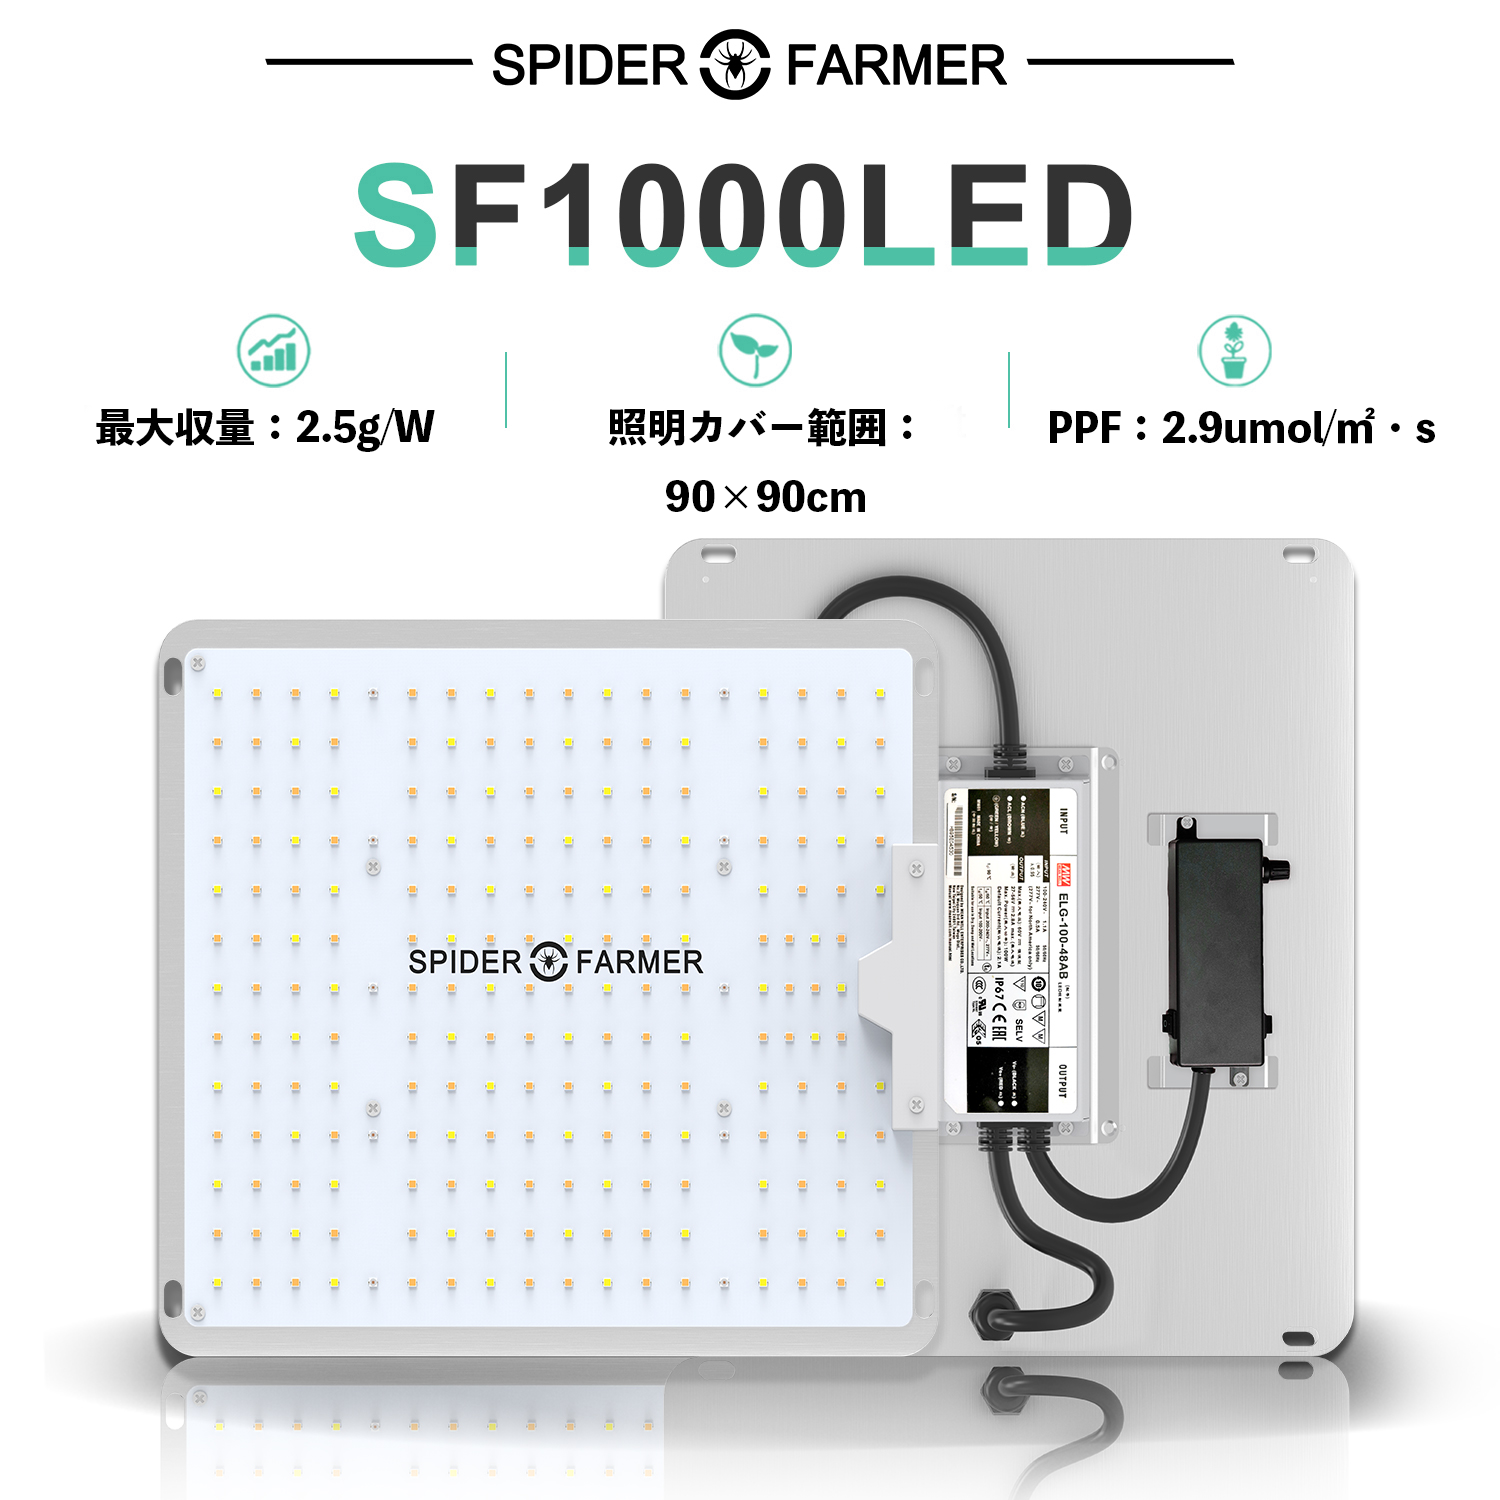 SPIDER FARMER
SF1000LED
最大収量：2.5g/W
照明カバー範囲：
90×90cm
PPF：2.9umol/㎡・s
SPIDER FARMER
INPUT
ELG-100-48AB
IP67
SELV
OUTPUT